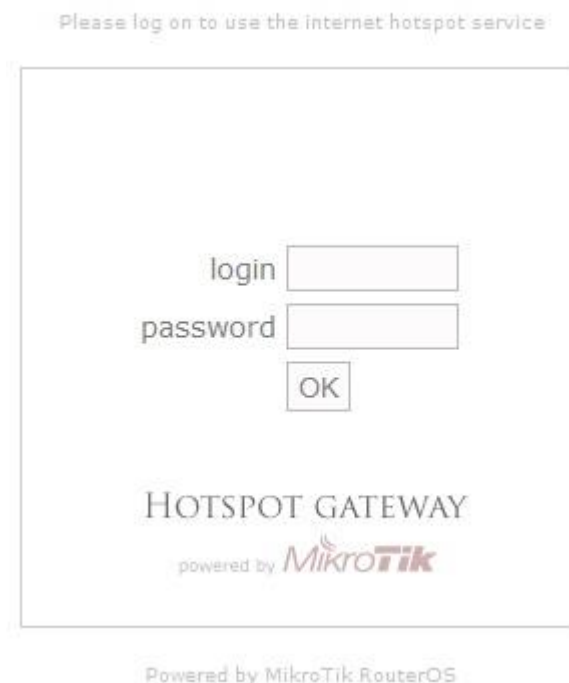 Please log on to use the internet hotspot service
login
password
OK
HOTSPOT GATEWAY
powered by MikroTik
Powered by MikroTik RouterOS